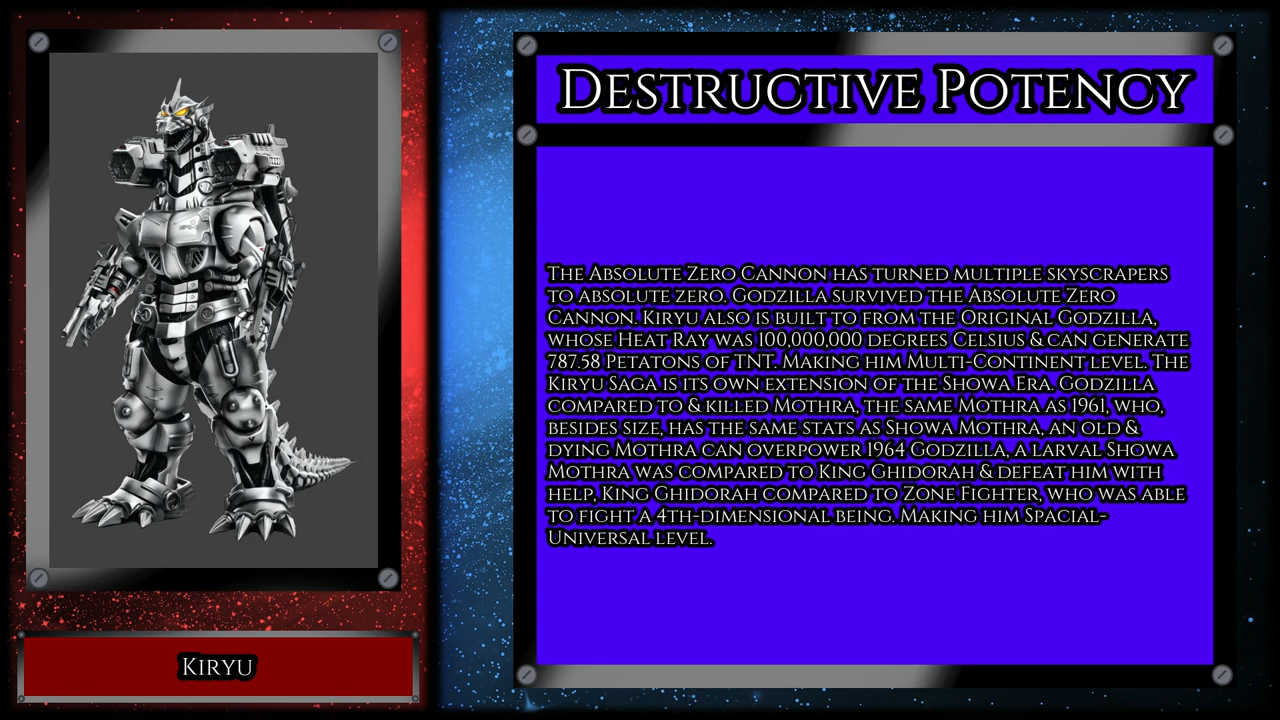 Destructive Potency
The Absolute Zero Cannon has turned multiple skyscrapers
to absolute zero. Godzilla survived the Absolute Zero
Cannon. Kiryu also is built to from the Original Godzilla,
whose Heat Ray was 100,000,000 degrees Celsius & can generate
787.58 Petatons of TNT. Making him Multi-Continent level. The
Kiryu Saga is its own extension of the Showa Era. Godzilla
compared to & killed Mothra, the same Mothra as 1961, who,
besides size, has the same stats as Showa Mothra, an old &
dying Mothra can overpower 1964 Godzilla, a larval Showa
Mothra was compared to King Ghidorah & defeat him with
help, King Ghidorah compared to Zone Fighter, who was able
to fight a 4th-dimensional being. Making him Spacial-
Universal level.
Kiryu